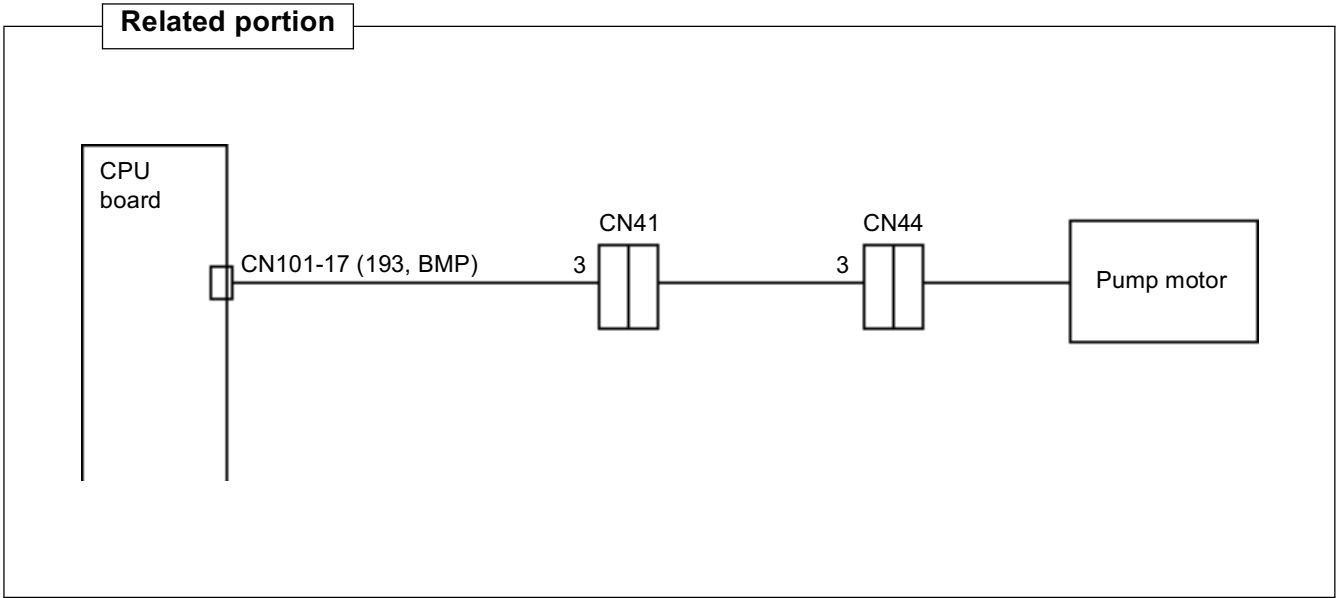 Related portion
CPU
board
CN101-17 (193, BMP)
3
CN41
3
CN44
Pump motor